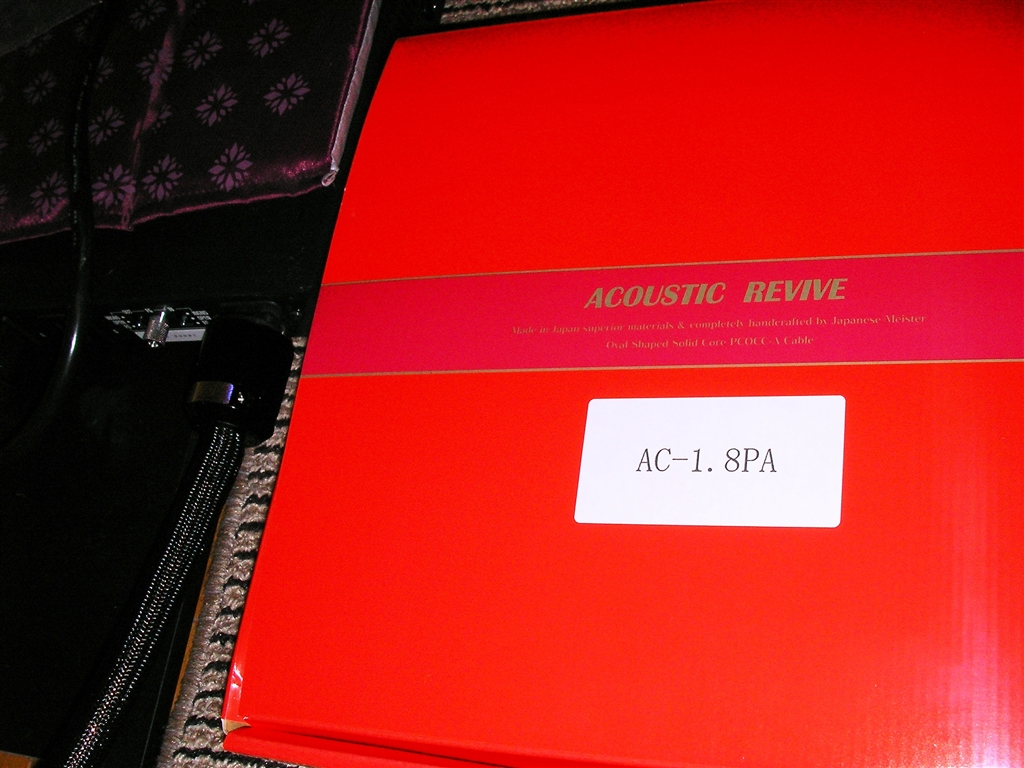 ACOUSTIC REVIVE
Made in Japan superior materials & completely handcrafted by Japanese Meister
Oval Shaped Solid Core PCOCC-A Cable
AC-1.8PA